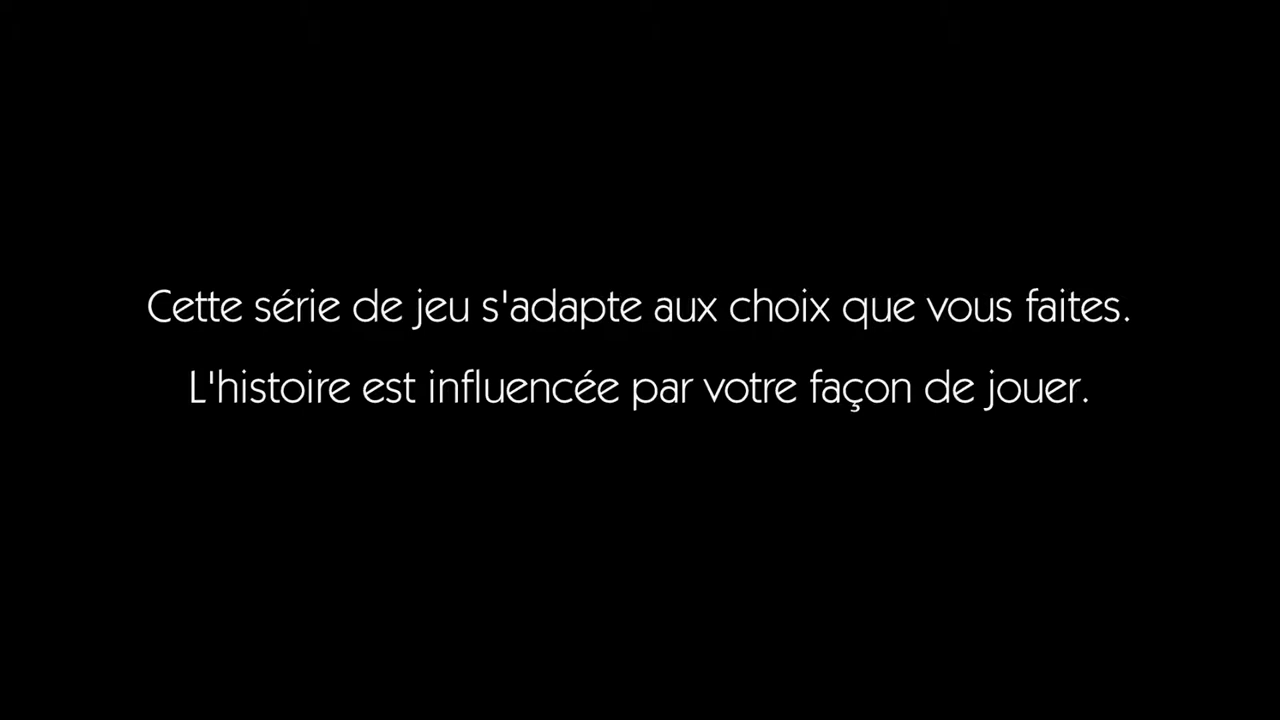 Cette série de jeu s'adapte aux choix que vous faites.
L'histoire est influencée par votre façon de jouer.